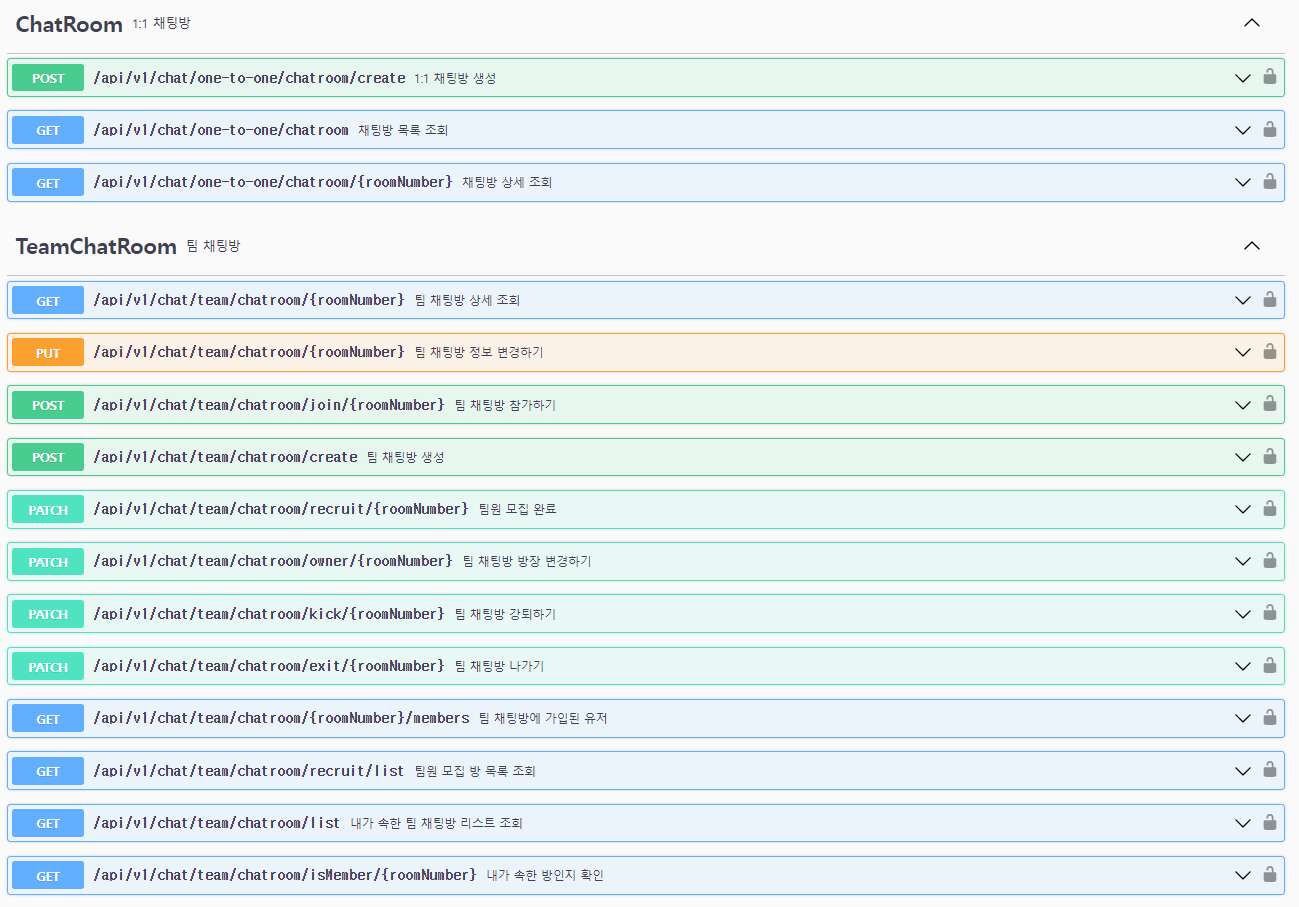 ChatRoom 1:1 채팅방
POST /api/v1/chat/one-to-one/chatroom/create 1:1 채팅방 생성
GET /api/v1/chat/one-to-one/chatroom 채팅방 목록 조회
GET /api/v1/chat/one-to-one/chatroom/{roomNumber} 채팅방 상세 조회
TeamChatRoom 팀 채팅방
GET /api/v1/chat/team/chatroom/{roomNumber} 팀 채팅방 상세 조회
PUT /api/v1/chat/team/chatroom/{roomNumber} 팀 채팅방 정보 변경하기
POST /api/v1/chat/team/chatroom/join/{roomNumber} 팀 채팅방 참가하기
POST /api/v1/chat/team/chatroom/create 팀 채팅방 생성
PATCH /api/v1/chat/team/chatroom/recruit/{roomNumber} 팀원 모집 완료
PATCH /api/v1/chat/team/chatroom/owner/{roomNumber} 팀 채팅방 방장 변경하기
PATCH /api/v1/chat/team/chatroom/kick/{roomNumber} 팀 채팅방 강퇴하기
PATCH /api/v1/chat/team/chatroom/exit/{roomNumber} 팀 채팅방 나가기
GET /api/v1/chat/team/chatroom/{roomNumber}/members 팀 채팅방에 가입된 유저
GET /api/v1/chat/team/chatroom/recruit/list 팀원 모집 방 목록 조회
GET /api/v1/chat/team/chatroom/list 내가 속한 팀 채팅방 리스트 조회
GET /api/v1/chat/team/chatroom/isMember/{roomNumber} 내가 속한 방인지 확인